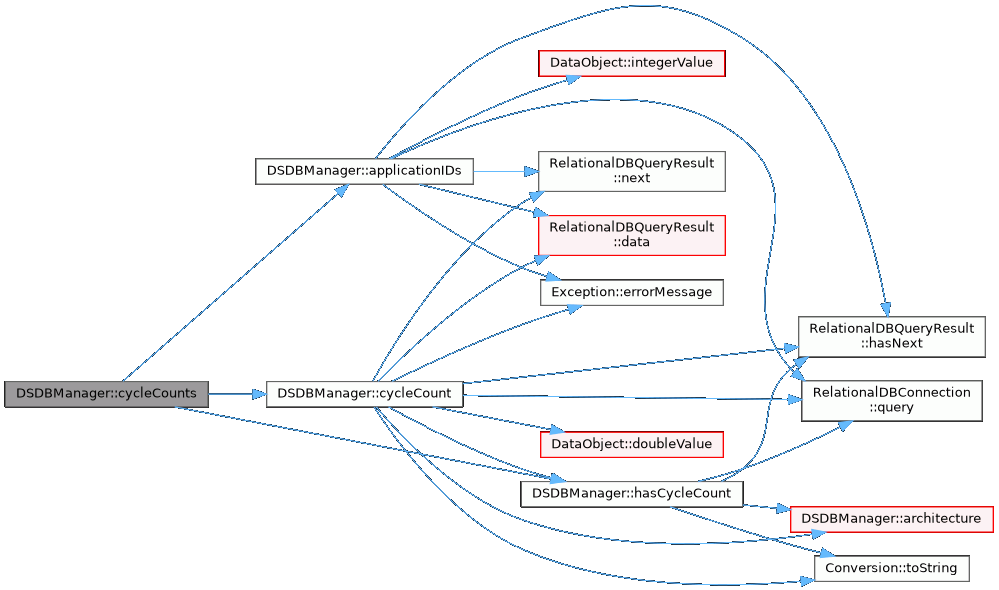 DataObject::integerValue
RelationalDBQueryResult
::next
DSDBManager::applicationIDs
RelationalDBQueryResult
::data
Exception::errorMessage
RelationalDBQueryResult
::hasNext
DSDBManager::cycleCounts
DSDBManager::cycleCount
RelationalDBConnection
::query
DataObject::doubleValue
DSDBManager::hasCycleCount
DSDBManager::architecture
Conversion::toString